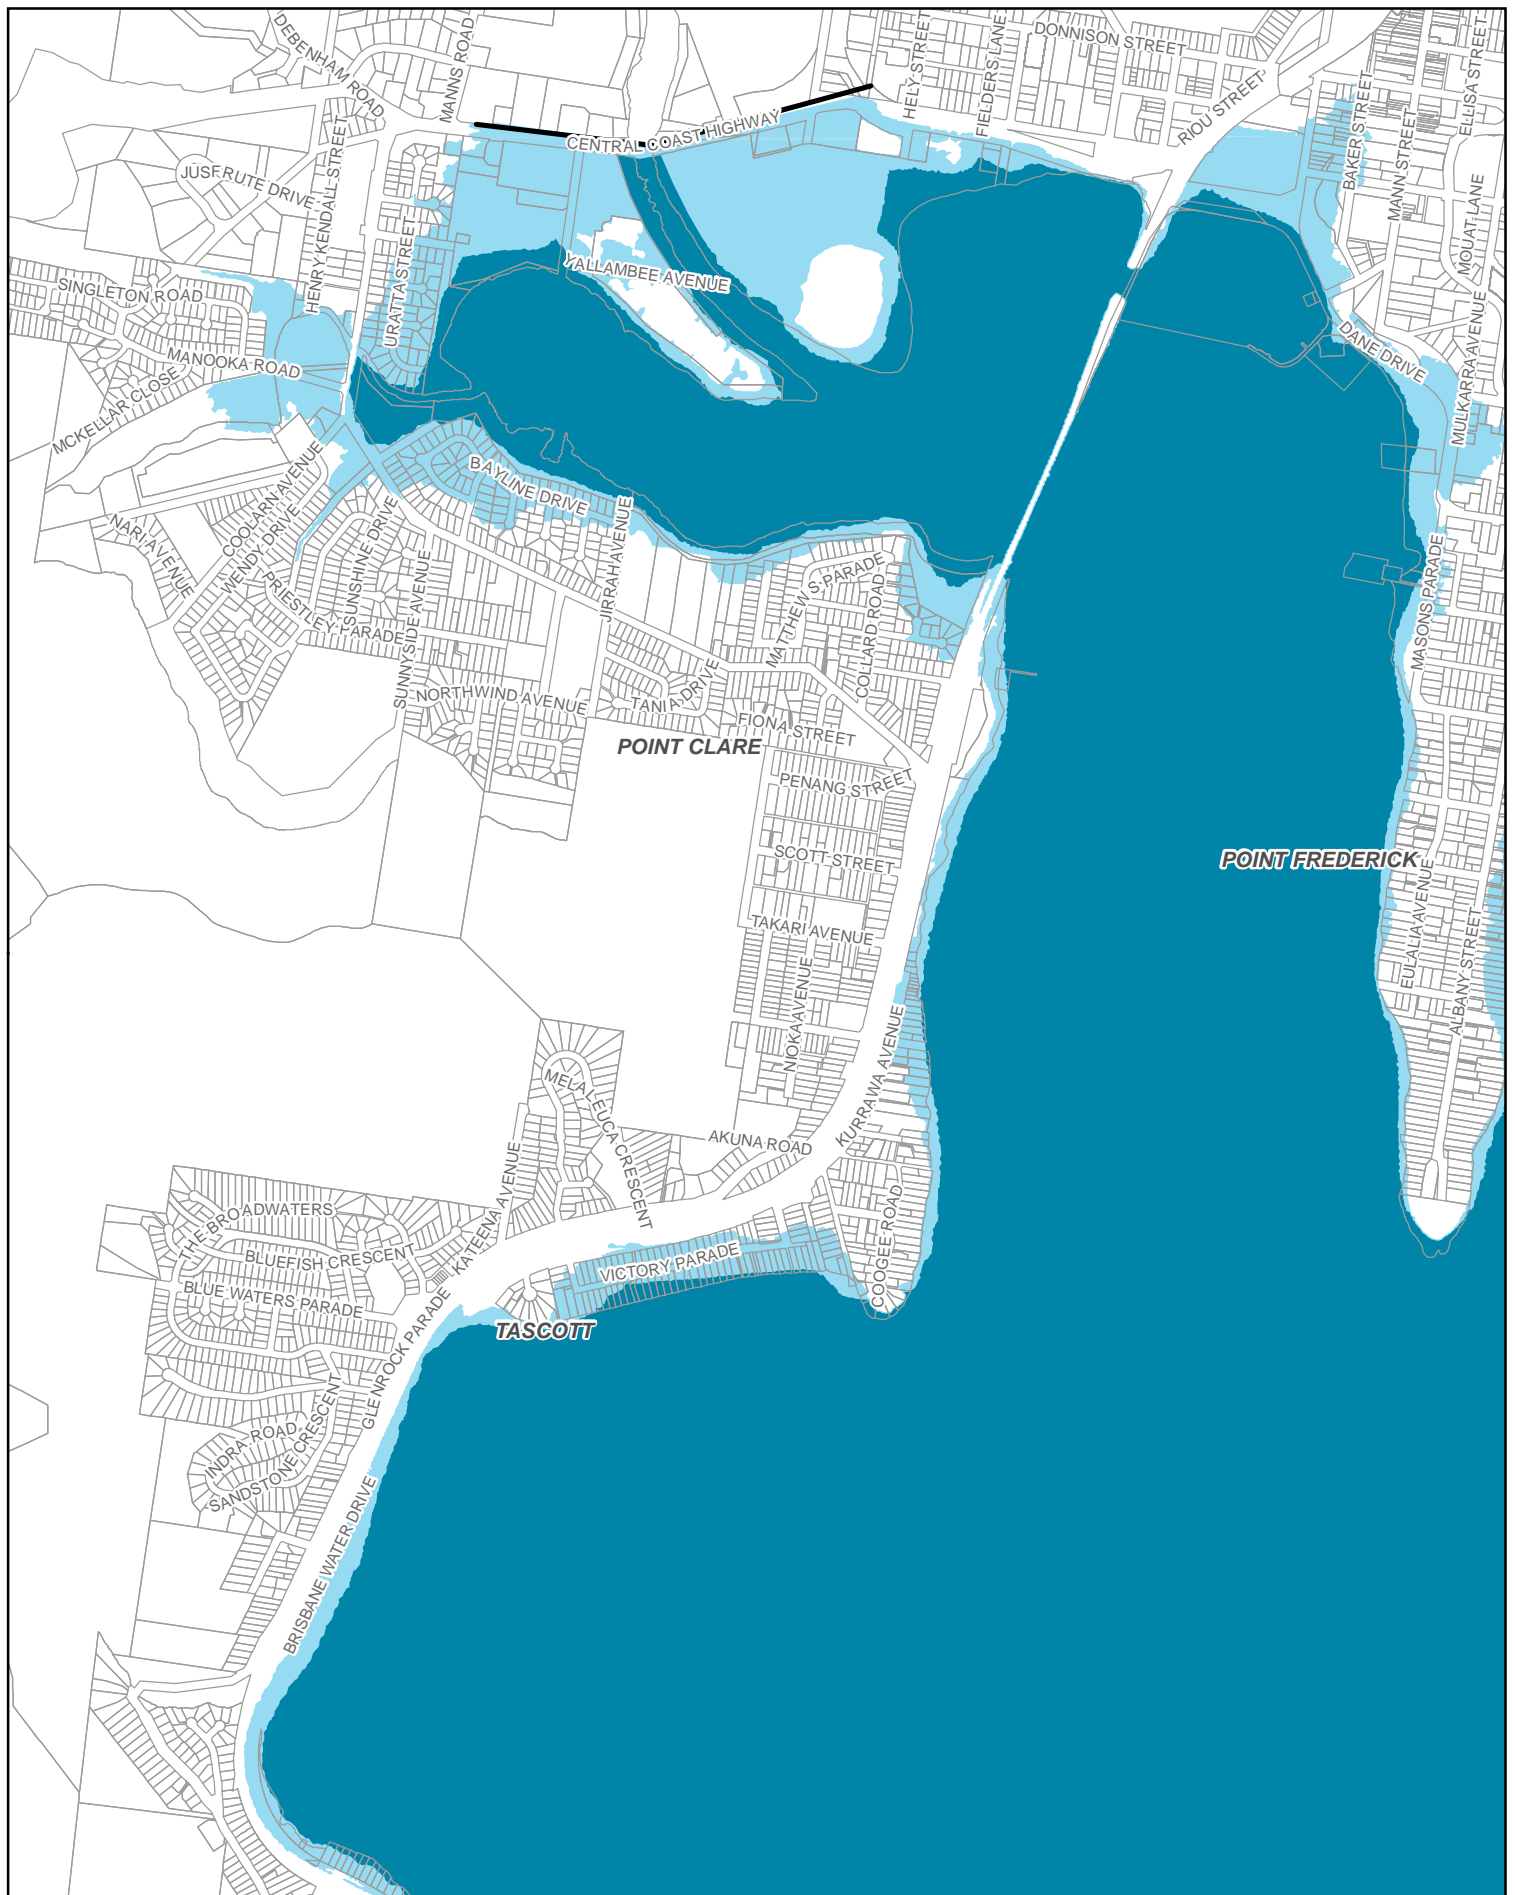 DEBENHAM ROAD
MANNS ROAD
HELY STREET
FIELDERS LANE
DONNISON STREET
RIOU STREET
ELLISA STREET
BAKER STREET
MANN STREET
CENTRAL COAST HIGHWAY
JUSFRUTE DRIVE
HENRY KENDALL STREET
URATTA STREET
MOUAT LANE
YALLAMBEE AVENUE
SINGLETON ROAD
MANOOKA ROAD
DANE DRIVE
MULKARRA AVENUE
MCKELLAR CLOSE
BAYLINE DRIVE
NARI AVENUE
COOLARN AVENUE
WENDY DRIVE
SUNSHINE DRIVE
PRIESTLEY PARADE
SUNNYSIDE AVENUE
JIRRAH AVENUE
MATTHEWS PARADE
COLLARD ROAD
MASONS PARADE
NORTHWIND AVENUE
TANIA DRIVE
FIONA STREET
POINT CLARE
PENANG STREET
SCOTT STREET
POINT FREDERICK
EULALIA AVENUE
TAKARI AVENUE
ALBANY STREET
NIOKA AVENUE
KURRAWA AVENUE
MELALEUCA CRESCENT
AKUNA ROAD
KATEENA AVENUE
THE BROADWATERS
BLUEFISH CRESCENT
VICTORY PARADE
COOGEE ROAD
BLUE WATERS PARADE
TASCOTT
GLENROCK PARADE
INDRA ROAD
SANDSTONE CRESCENT
BRISBANE WATER DRIVE